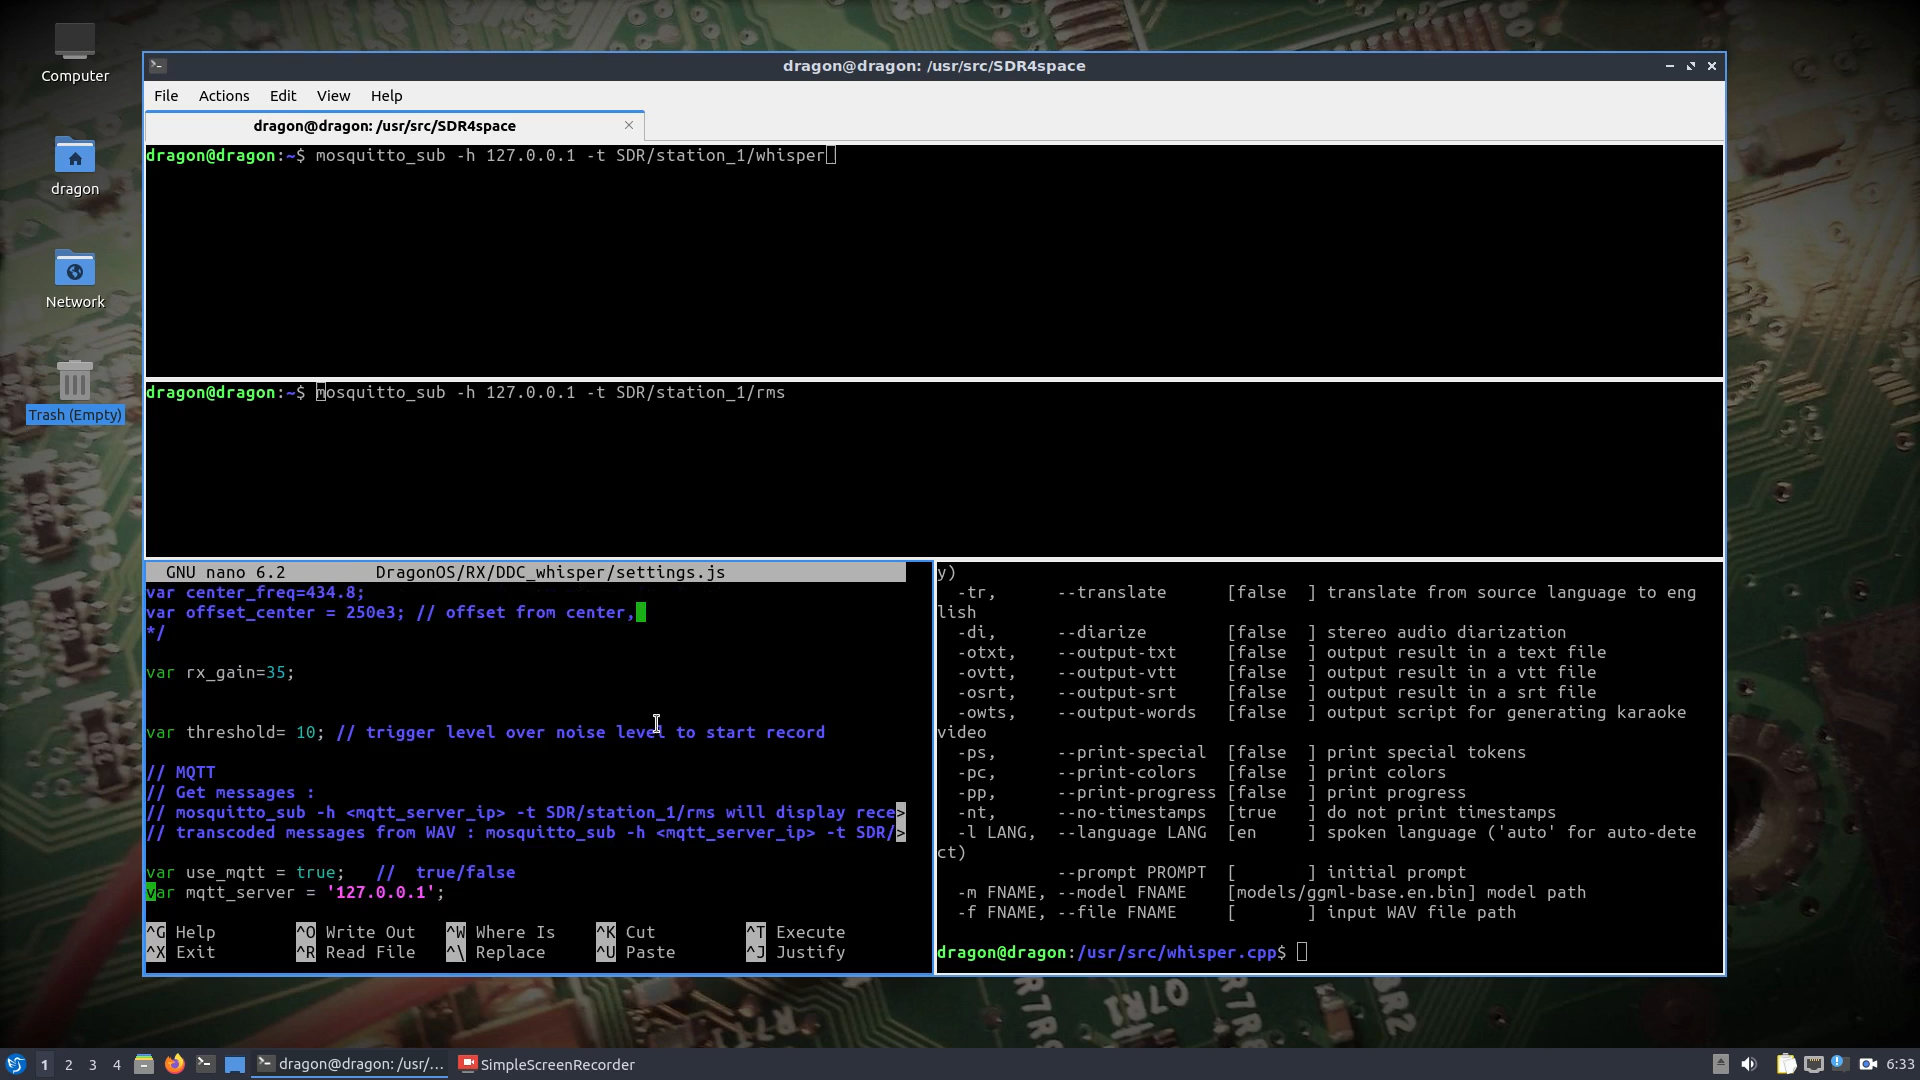 Computer
dragon
Network
Trash (Empty)
dragon@dragon: /usr/src/SDR4space
File Actions Edit View Help
dragon@dragon: /usr/src/SDR4space
dragon@dragon:~$ mosquitto_sub -h 127.0.0.1 -t SDR/station_1/whisper
dragon@dragon:~$ mosquitto_sub -h 127.0.0.1 -t SDR/station_1/rms
GNU nano 6.2 DragonOS/RX/DDC_whisper/settings.js
var center_freq=434.8;
var offset_center = 250e3; // offset from center,
*/
var rx_gain=35;
var threshold= 10; // trigger level over noise level to start record
// MQTT
// Get messages :
// mosquitto_sub -h <mqtt_server_ip> -t SDR/station_1/rms will display rece>
// transcoded messages from WAV : mosquitto_sub -h <mqtt_server_ip> -t SDR/>
var use_mqtt = true; // true/false
var mqtt_server = '127.0.0.1';
^G Help ^O Write Out ^W Where Is ^K Cut ^T Execute
^X Exit ^R Read File ^\ Replace ^U Paste ^J Justify
y)
-tr, --translate [false ] translate from source language to eng
lish
-di, --diarize [false ] stereo audio diarization
-otxt, --output-txt [false ] output result in a text file
-ovtt, --output-vtt [false ] output result in a vtt file
-osrt, --output-srt [false ] output result in a srt file
-owts, --output-words [false ] output script for generating karaoke
video
-ps, --print-special [false ] print special tokens
-pc, --print-colors [false ] print colors
-pp, --print-progress [false ] print progress
-nt, --no-timestamps [true ] do not print timestamps
-l LANG, --language LANG [en ] spoken language ('auto' for auto-dete
ct)
--prompt PROMPT [ ] initial prompt
-m FNAME, --model FNAME [models/ggml-base.en.bin] model path
-f FNAME, --file FNAME [ ] input WAV file path
dragon@dragon:/usr/src/whisper.cpp$
1 2 3 4 dragon@dragon: /usr/... SimpleScreenRecorder 6:33